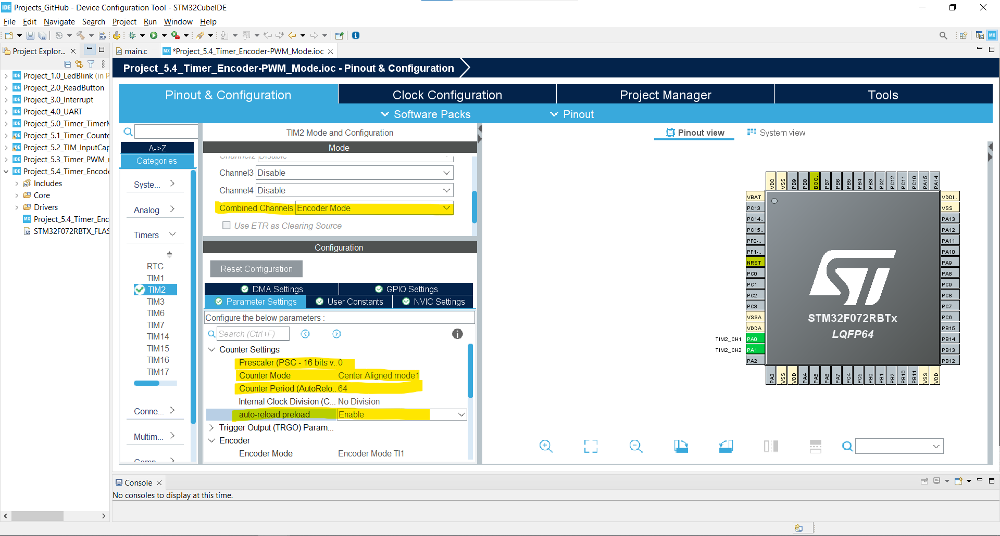 Projects_GitHub - Device Configuration Tool - STM32CubeIDE
File Edit Navigate Search Project Run Window Help
Project Explor...
main.c
*Project_5.4_Timer_Encoder-PWM_Mode.ioc
Project_1.0_LedBlink (in P
Project_2.0_ReadButton
Project_3.0_Interrupt
Project_4.0_UART
Project_5.0_Timer_TimerM
Project_5.1_Timer_Counte
Project_5.2_TIM_InputCap
Project_5.3_Timer_PWM_r
Project_5.4_Timer_Encode
Includes
Core
Drivers
Project_5.4_Timer_Enc
STM32F072RBTX_FLAS
Project_5.4_Timer_Encoder-PWM_Mode.ioc - Pinout & Configuration
Pinout & Configuration
Clock Configuration
Project Manager
Tools
Software Packs
Pinout
A->Z
Categories
Syste...
Analog
Timers
RTC
TIM1
TIM2
TIM3
TIM6
TIM7
TIM14
TIM15
TIM16
TIM17
Conne...
Multim...
TIM2 Mode and Configuration
Mode
Channel2 Disable
Channel3 Disable
Channel4 Disable
Combined Channels Encoder Mode
Use ETR as Clearing Source
Configuration
Reset Configuration
DMA Settings
GPIO Settings
Parameter Settings
User Constants
NVIC Settings
Configure the below parameters :
Search (Ctrl+F)
Counter Settings
Prescaler (PSC - 16 bits v.. 0
Counter Mode Center Aligned mode1
Counter Period (AutoRelo.. 64
Internal Clock Division (C... No Division
auto-reload preload Enable
Trigger Output (TRGO) Param...
Encoder
Encoder Mode Encoder Mode TI1
Pinout view
System view
VDD
VSS
PB9
PB8
BOO..
PB7
PB6
PB5
PB4
PB3
PD2
PC12
PC11
PC10
PA15
PA14
VBAT
PC13
PC14..
PC15..
PF0-..
PF1-..
NRST
PC0
PC1
PC2
PC3
VSSA
VDDA
TIM2_CH1 PA0
TIM2_CH2 PA1
PA2
ST
STM32F072RBTx
LQFP64
VDDI..
VSS
PA13
PA12
PA11
PA10
PA9
PA8
PC9
PC8
PC7
PC6
PB15
PB14
PB13
PB12
PA3
VSS
VDD
PA4
PA5
PA6
PA7
PC4
PC5
PB0
PB1
PB2
PB10
PB11
VSS
VDD
Console
No consoles to display at this time.